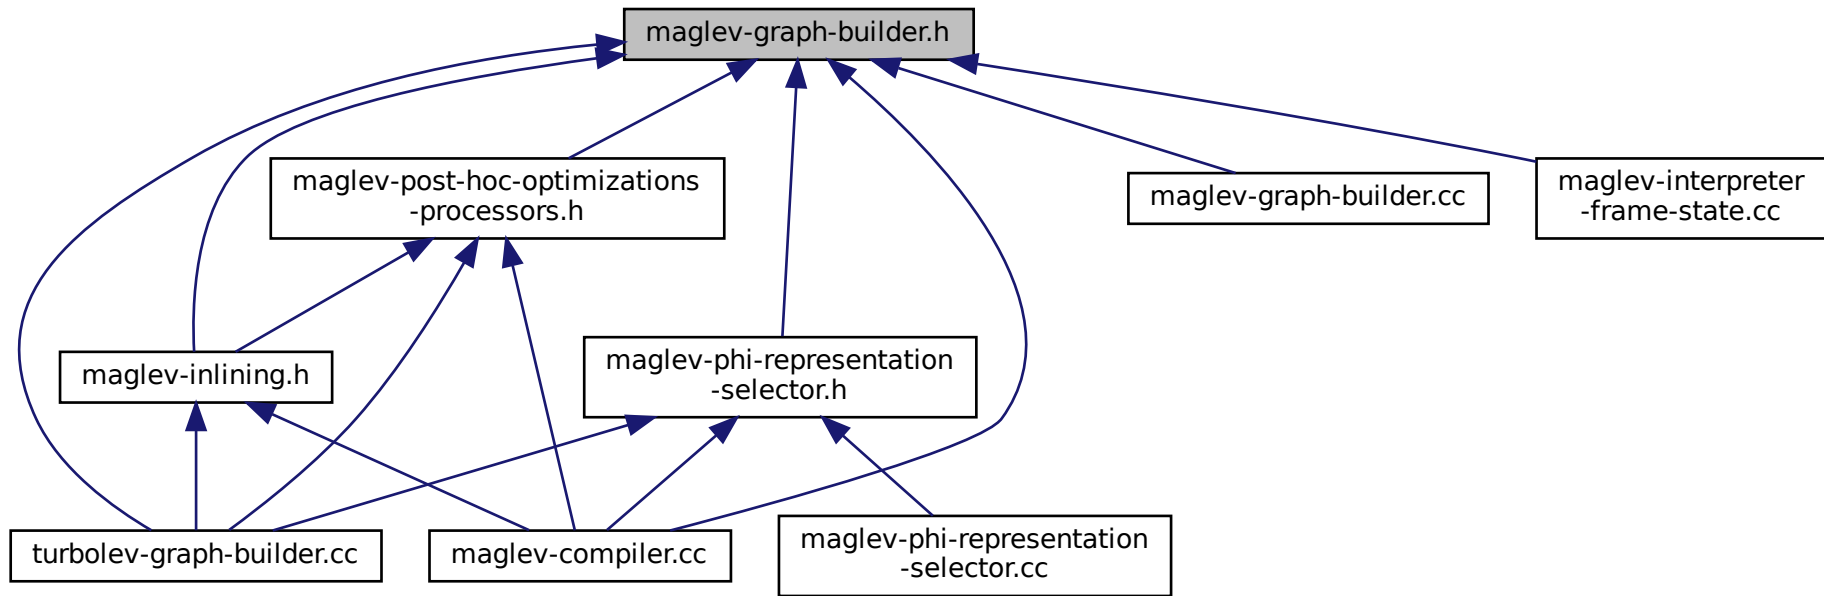 maglev-graph-builder.h
maglev-post-hoc-optimizations
-processors.h
maglev-graph-builder.cc
maglev-interpreter
-frame-state.cc
maglev-inlining.h
maglev-phi-representation
-selector.h
turbolev-graph-builder.cc
maglev-compiler.cc
maglev-phi-representation
-selector.cc